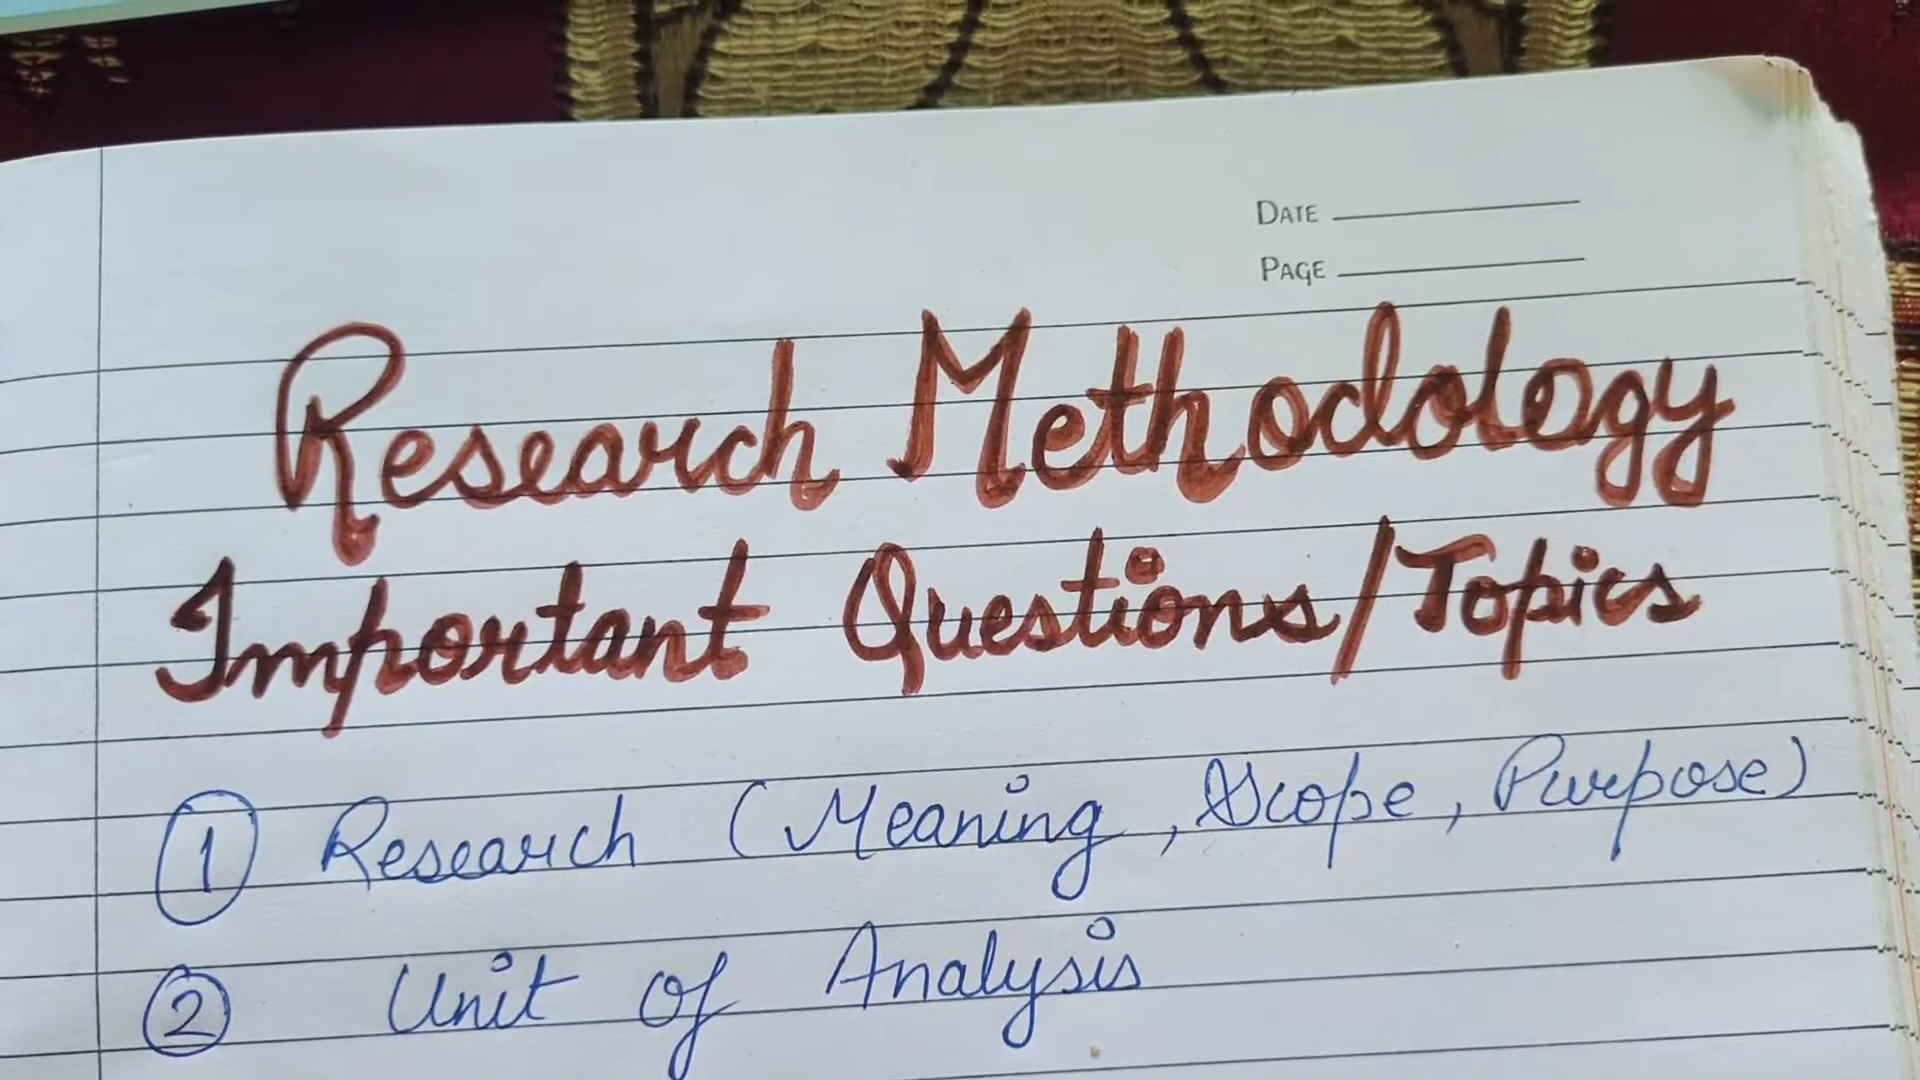 DATE
PAGE
Research Methodology
Important Questions/Topics
1 Research (Meaning, Scope, Purpose)
2 Unit of Analysis